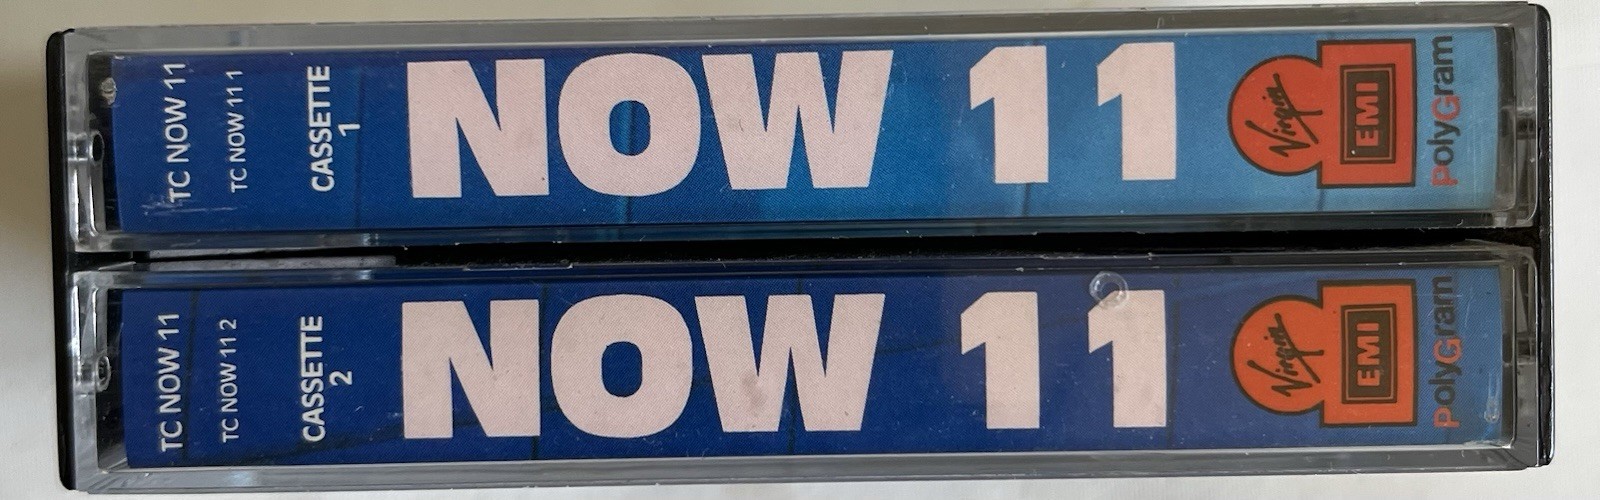 TC NOW 11
TC NOW 11 1
CASSETTE
1
NOW 11
Virgin
EMI
PolyGram
TC NOW 11
TC NOW 11 2
CASSETTE
2
NOW 11
Virgin
EMI
PolyGram